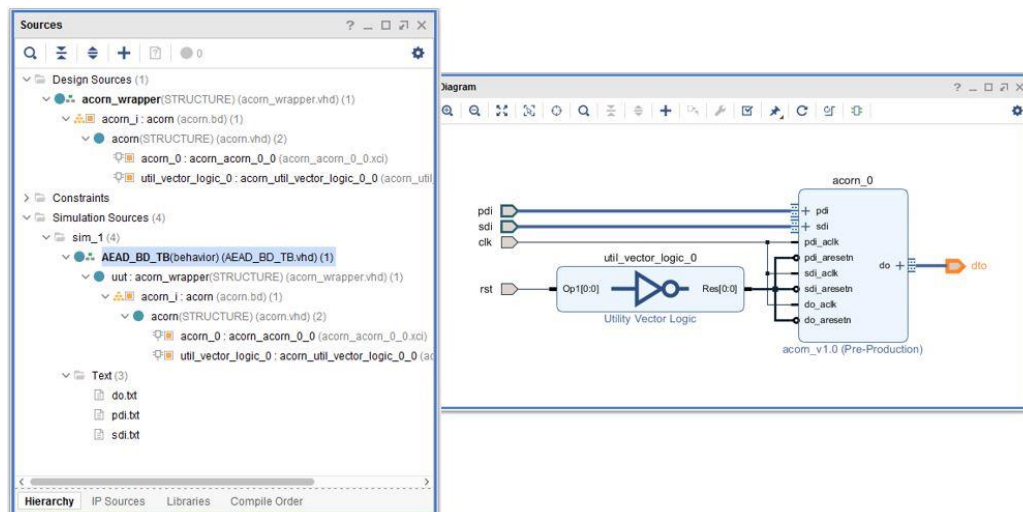 Sources
? _ □ ×
0
Design Sources (1)
acorn_wrapper(STRUCTURE) (acorn_wrapper.vhd) (1)
acorn_i : acorn (acorn.bd) (1)
acorn(STRUCTURE) (acorn.vhd) (2)
acorn_0 : acorn_acorn_0_0 (acorn_acorn_0_0.xci)
util_vector_logic_0 : acorn_util_vector_logic_0_0 (acorn_util_
Constraints
Simulation Sources (4)
sim_1 (4)
AEAD_BD_TB(behavior) (AEAD_BD_TB.vhd) (1)
uut : acorn_wrapper(STRUCTURE) (acorn_wrapper.vhd) (1)
acorn_i : acorn (acorn.bd) (1)
acorn(STRUCTURE) (acorn.vhd) (2)
acorn_0 : acorn_acorn_0_0 (acorn_acorn_0_0.xci)
util_vector_logic_0 : acorn_util_vector_logic_0_0 (ac
Text (3)
do.txt
pdi.txt
sdi.txt
Hierarchy IP Sources Libraries Compile Order
Diagram
acorn_0
pdi
sdi
clk
rst
util_vector_logic_0
Op1[0:0] Res[0:0]
Utility Vector Logic
pdi
sdi
pdi_aclk
pdi_aresetn
sdi_aclk
sdi_aresetn
do_aclk
do_aresetn
do
dto
acorn_v1.0 (Pre-Production)